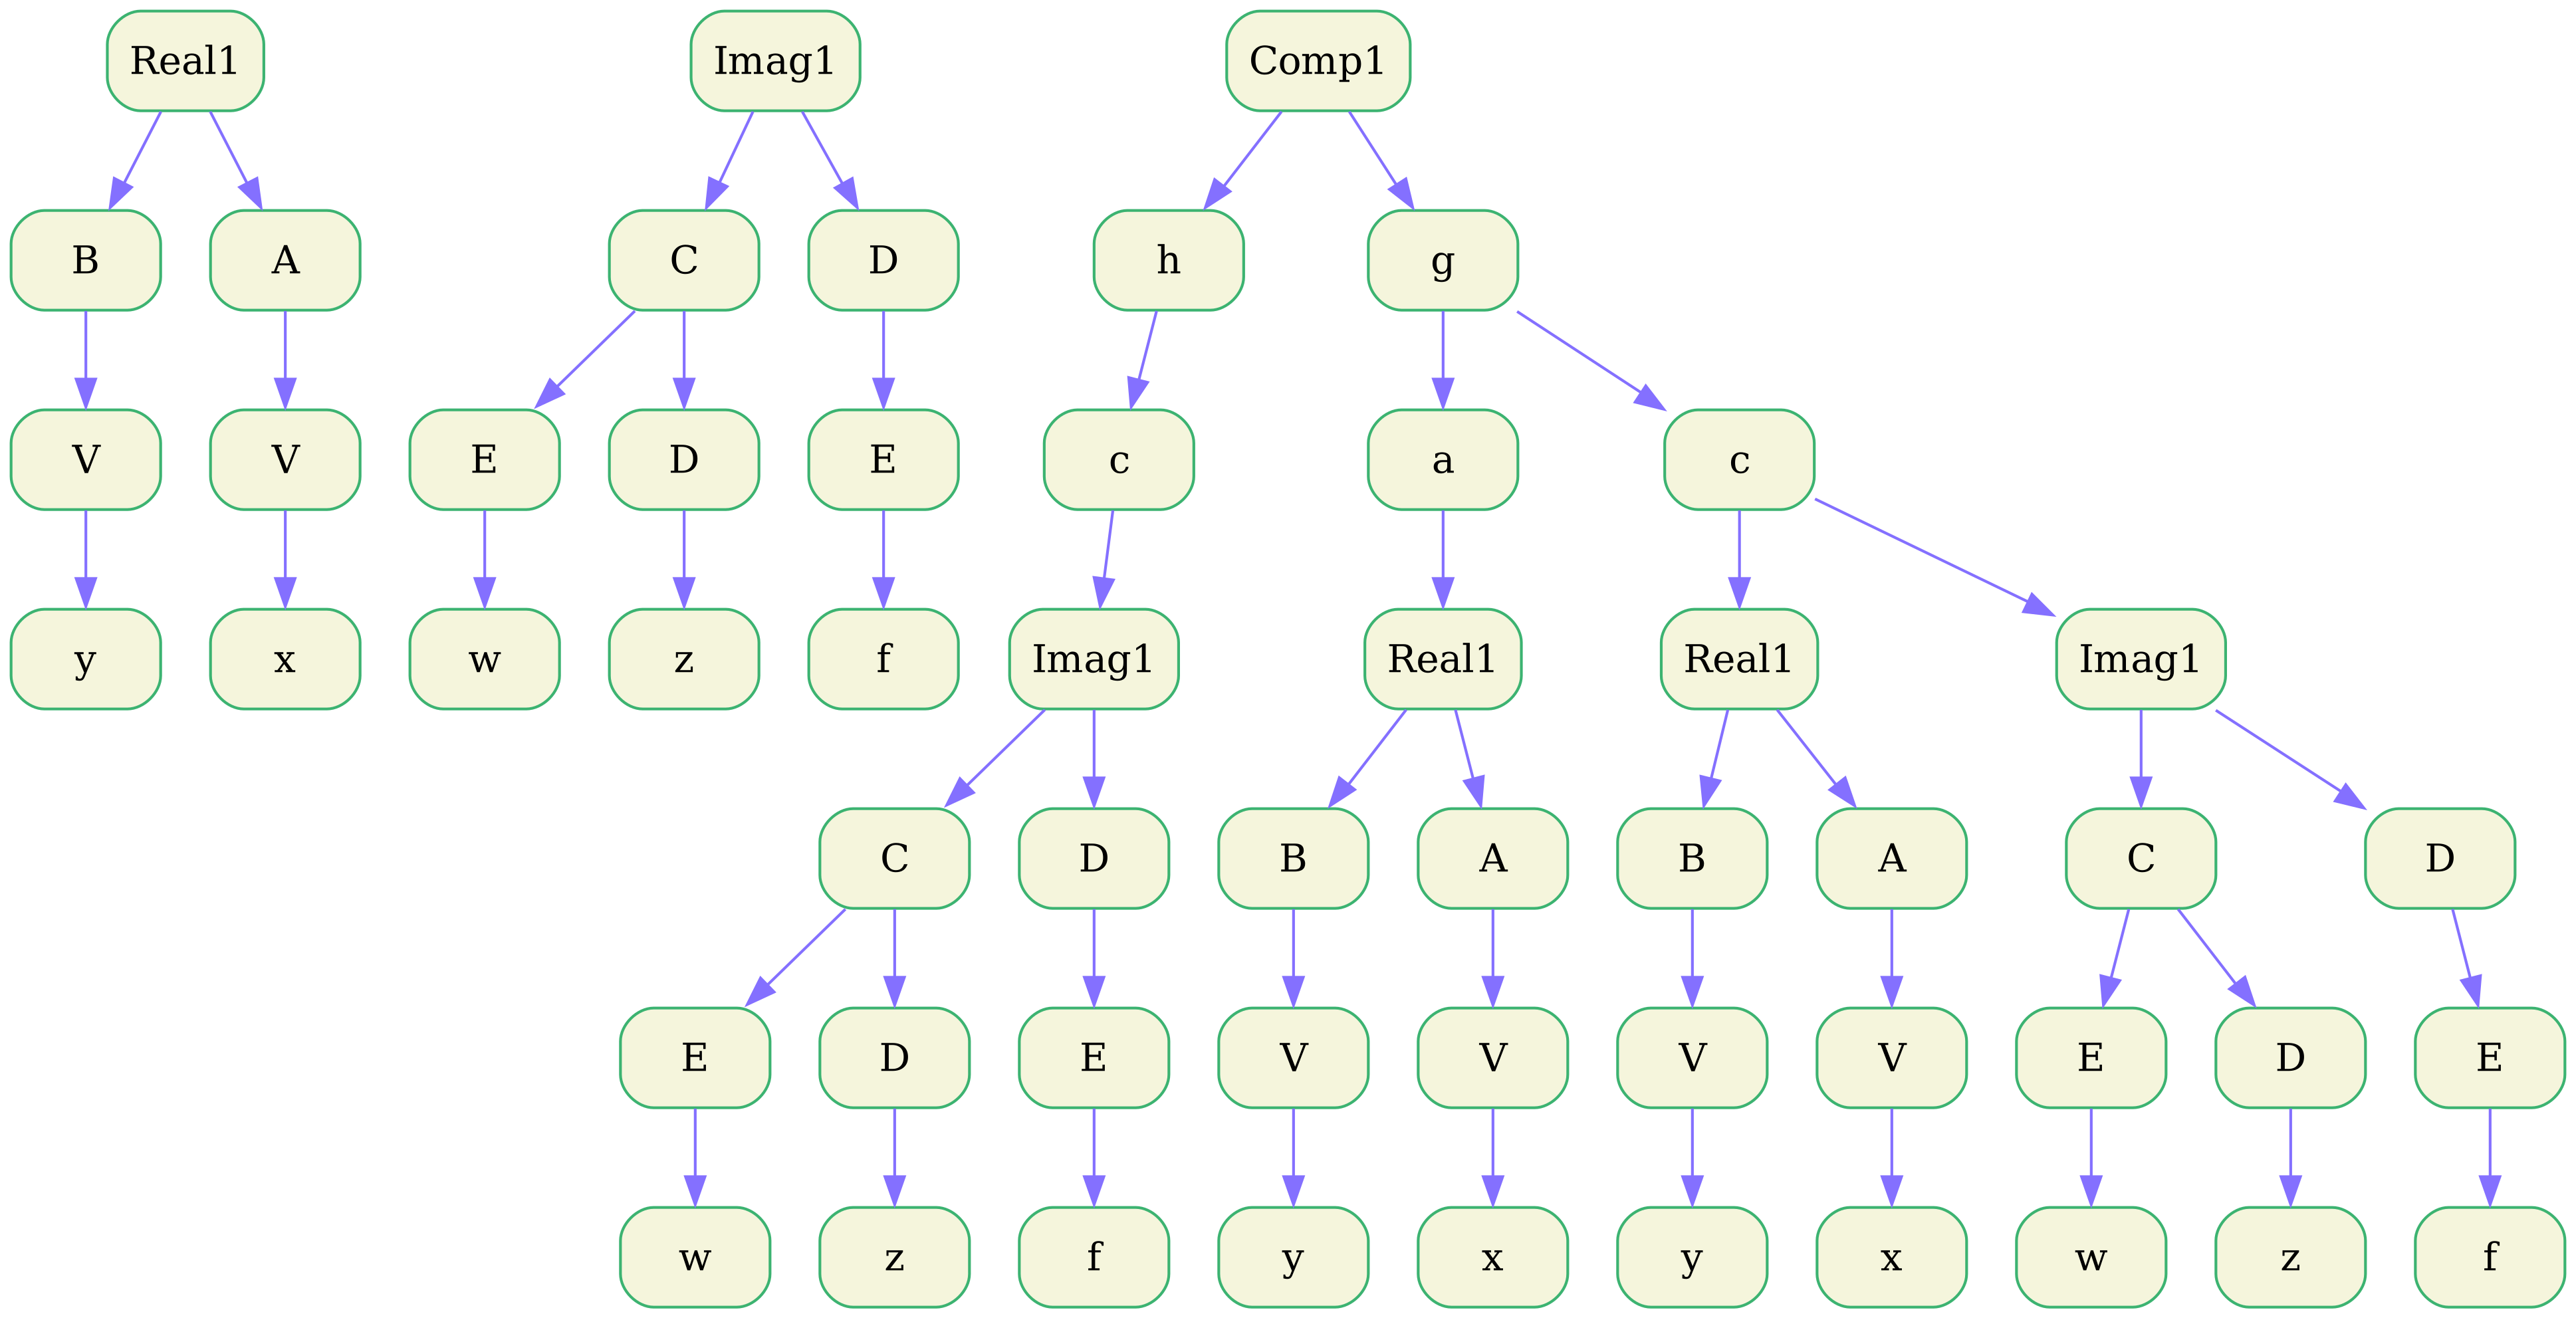 Real1 Imag1 Comp1
B A C D h g
V V E D E c a c
y x w z f Imag1 Real1 Real1 Imag1
C D B A B A C D
E D E V V V V E D E
w z f y x y x w z f